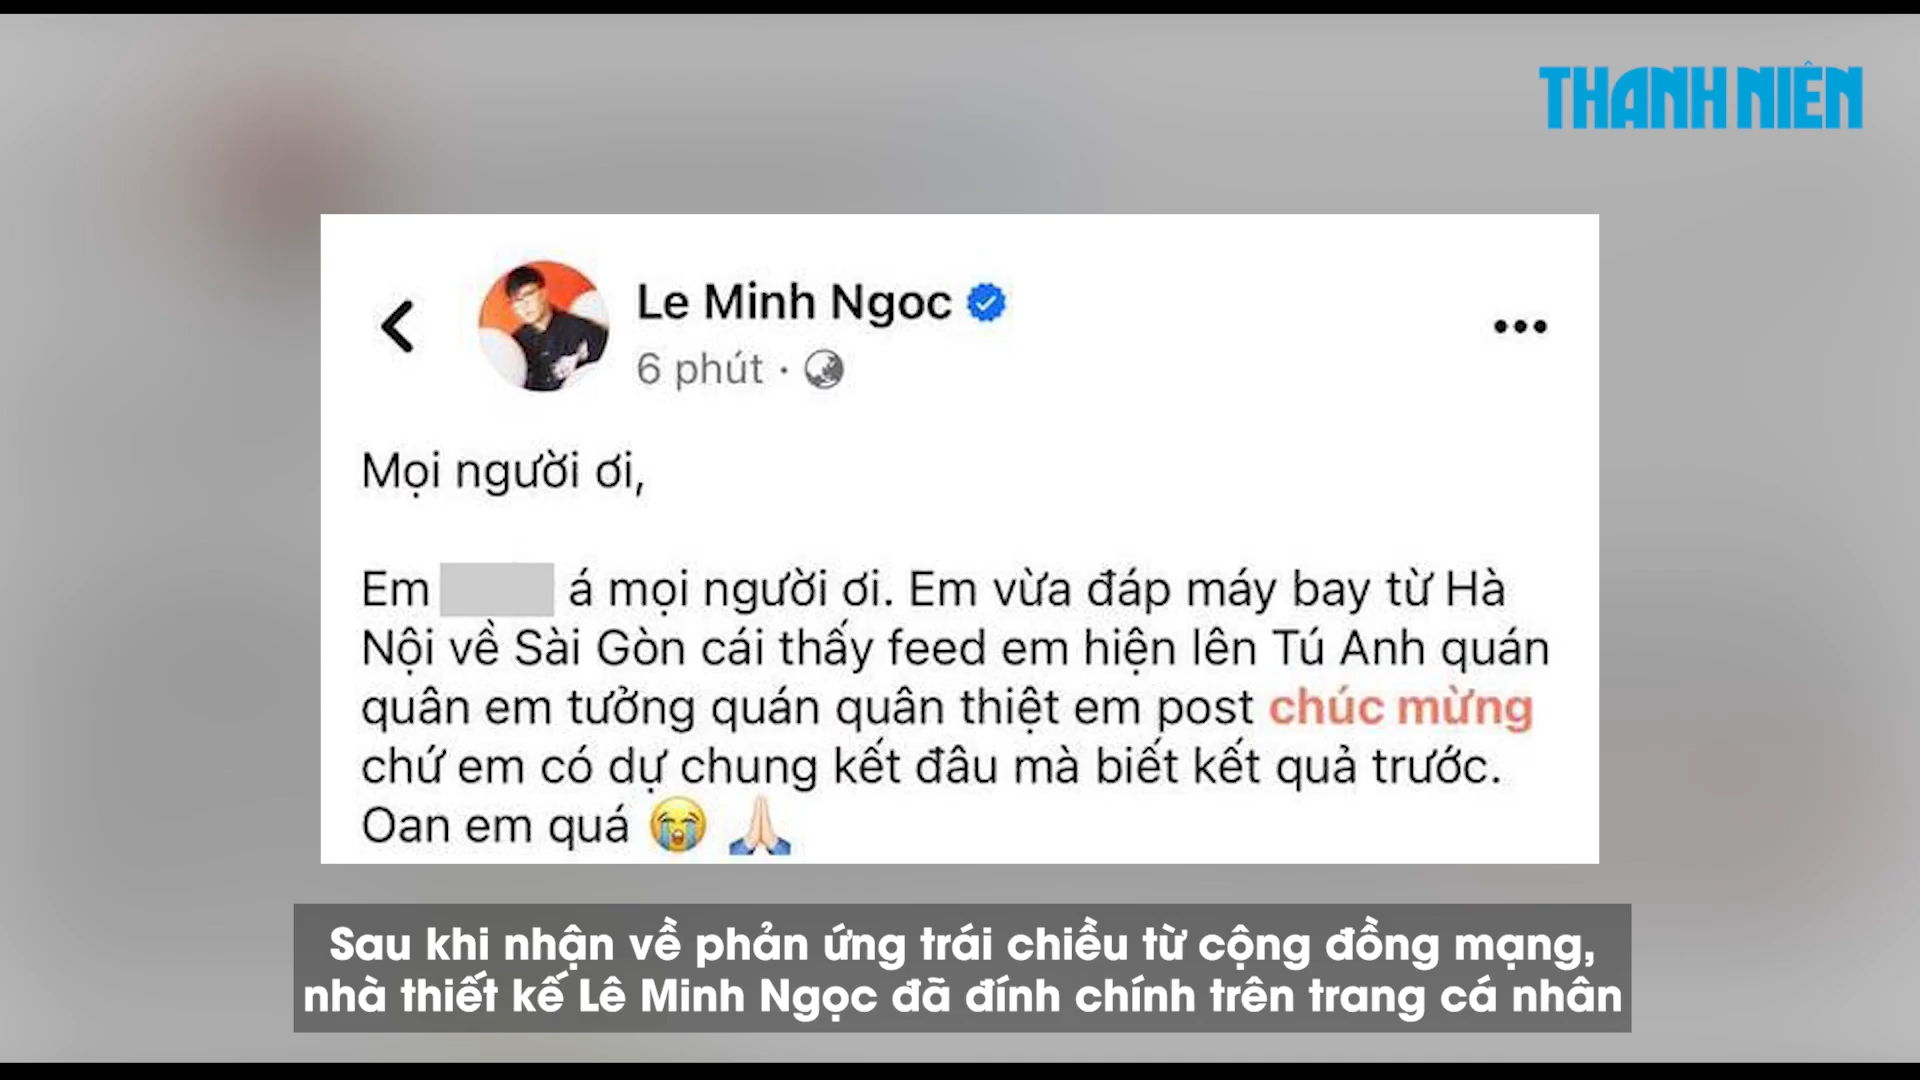 THANH NIÊN
Le Minh Ngoc
6 phút ·
Mọi người ơi,
Em á mọi người ơi. Em vừa đáp máy bay từ Hà
Nội về Sài Gòn cái thấy feed em hiện lên Tú Anh quán
quân em tưởng quán quân thiệt em post chúc mừng
chứ em có dự chung kết đâu mà biết kết quả trước.
Oan em quá 😭 🙏🏻
Sau khi nhận về phản ứng trái chiều từ cộng đồng mạng,
nhà thiết kế Lê Minh Ngọc đã đính chính trên trang cá nhân